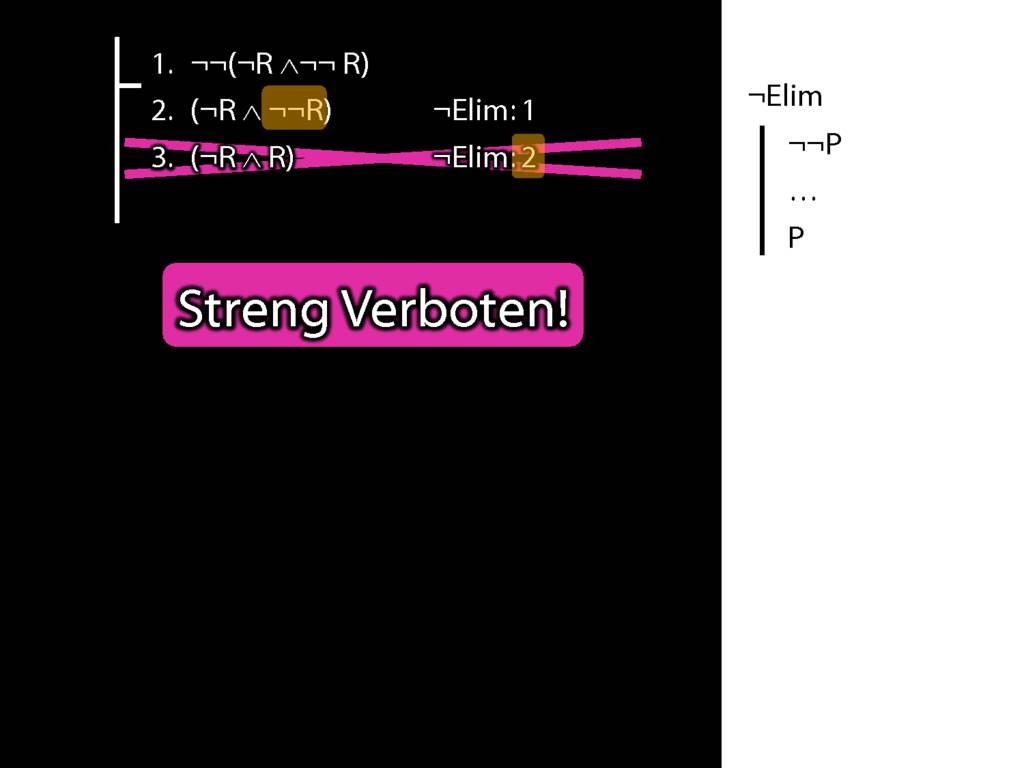 1. ¬¬(¬R ∧¬¬ R)
2. (¬R ∧ ¬¬R) ¬Elim: 1
3. (¬R ∧ R) ¬Elim: 2
Streng Verboten!
¬Elim
¬¬P
…
P